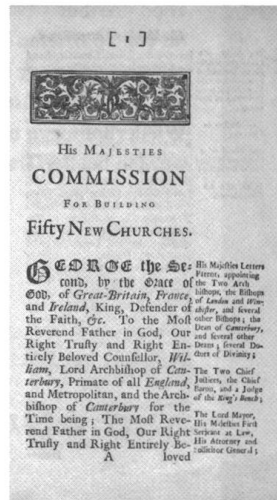 [ 1 ]
His MAJESTIES
COMMISSION
FOR BUILDING
Fifty NEW CHURCHES.
GEORGE the Se-
cond, by the Grace of
God, of Great-Britain, France,
and Ireland, King, Defender of
the Faith, &c. To the Most
Reverend Father in God, Our
Right Trusty and Right En-
tirely Beloved Counsellor, Wil-
liam, Lord Archbishop of Can-
terbury, Primate of all England,
and Metropolitan, and the Arch-
bishop of Canterbury for the
Time being; The Most Reve-
rend Father in God, Our Right
Trusty and Right Entirely Be-
A loved
His Majesties Letters
Patent, appointing
the Two Arch
bishops, the Bishops
of London and Win-
chester, and several
other Bishops; the
Dean of Canterbury,
and several other
Deans; several Do-
ctors of Divinity;
The Two Chief
Justices, the Chief
Baron, and a Judge
of the King's Bench;
The Lord Mayor,
His Majesties First
Serjeant at Law,
His Attorney and
Sollicitor General;